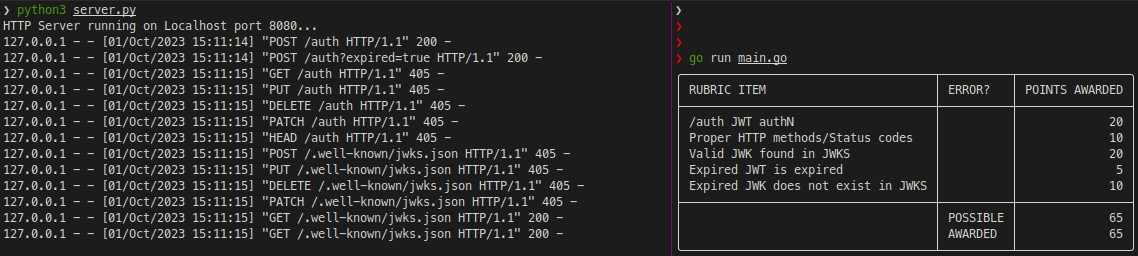 ❯ python3 server.py
HTTP Server running on Localhost port 8080...
127.0.0.1 - - [01/Oct/2023 15:11:14] "POST /auth HTTP/1.1" 200 -
127.0.0.1 - - [01/Oct/2023 15:11:14] "POST /auth?expired=true HTTP/1.1" 200 -
127.0.0.1 - - [01/Oct/2023 15:11:15] "GET /auth HTTP/1.1" 405 -
127.0.0.1 - - [01/Oct/2023 15:11:15] "PUT /auth HTTP/1.1" 405 -
127.0.0.1 - - [01/Oct/2023 15:11:15] "DELETE /auth HTTP/1.1" 405 -
127.0.0.1 - - [01/Oct/2023 15:11:15] "PATCH /auth HTTP/1.1" 405 -
127.0.0.1 - - [01/Oct/2023 15:11:15] "HEAD /auth HTTP/1.1" 405 -
127.0.0.1 - - [01/Oct/2023 15:11:15] "POST /.well-known/jwks.json HTTP/1.1" 405 -
127.0.0.1 - - [01/Oct/2023 15:11:15] "PUT /.well-known/jwks.json HTTP/1.1" 405 -
127.0.0.1 - - [01/Oct/2023 15:11:15] "DELETE /.well-known/jwks.json HTTP/1.1" 405 -
127.0.0.1 - - [01/Oct/2023 15:11:15] "PATCH /.well-known/jwks.json HTTP/1.1" 405 -
127.0.0.1 - - [01/Oct/2023 15:11:15] "GET /.well-known/jwks.json HTTP/1.1" 200 -
127.0.0.1 - - [01/Oct/2023 15:11:15] "GET /.well-known/jwks.json HTTP/1.1" 200 -
❯
❯
❯
❯ go run main.go
RUBRIC ITEM ERROR? POINTS AWARDED
/auth JWT authN 20
Proper HTTP methods/Status codes 10
Valid JWK found in JWKS 20
Expired JWT is expired 5
Expired JWK does not exist in JWKS 10
POSSIBLE 65
AWARDED 65